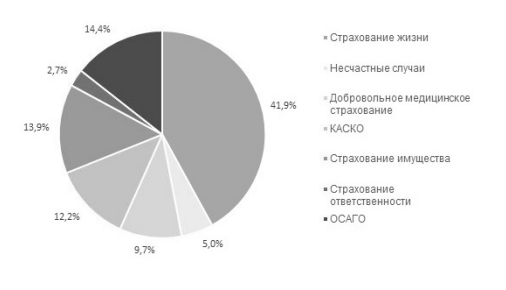 14,4%
2,7%
13,9%
12,2%
9,7%
5,0%
41,9%
Страхование жизни
Несчастные случаи
Добровольное медицинское
страхование
КАСКО
Страхование имущества
Страхование
ответственности
ОСАГО